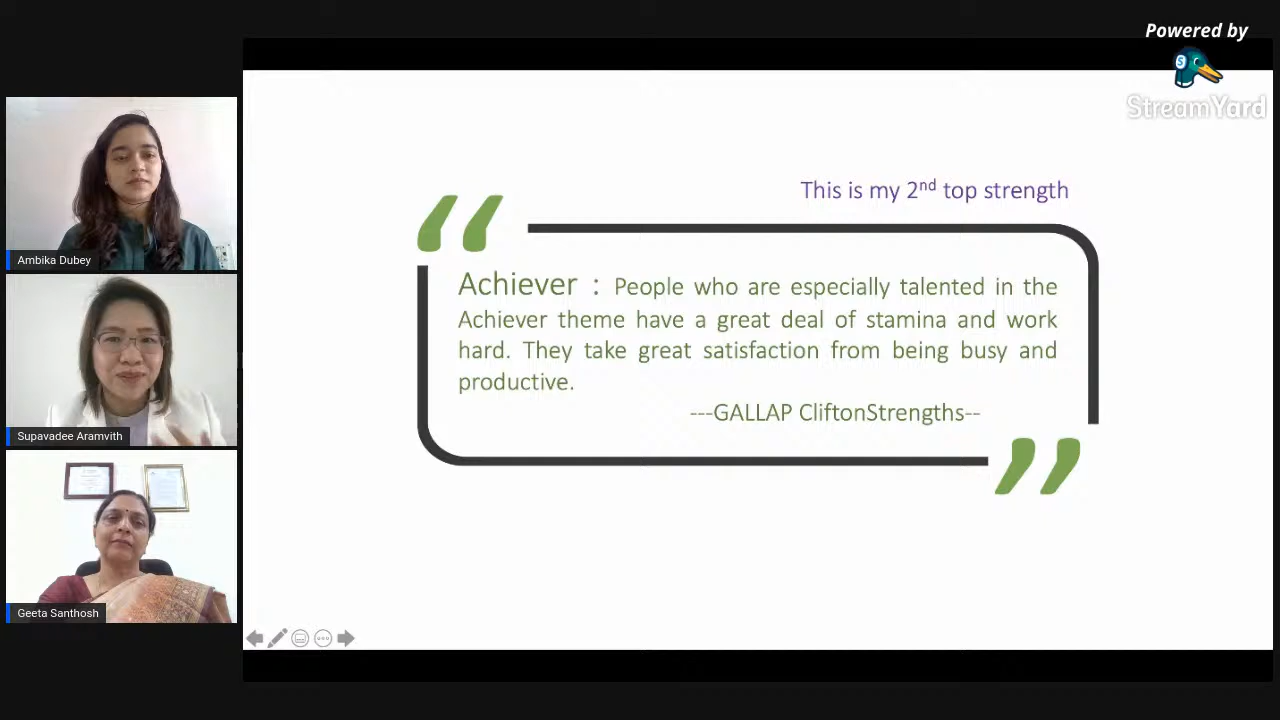 Powered by
StreamYard
Ambika Dubey
Supavadee Aramvith
Geeta Santhosh
This is my 2nd top strength
Achiever : People who are especially talented in the
Achiever theme have a great deal of stamina and work
hard. They take great satisfaction from being busy and
productive.
---GALLAP CliftonStrengths--